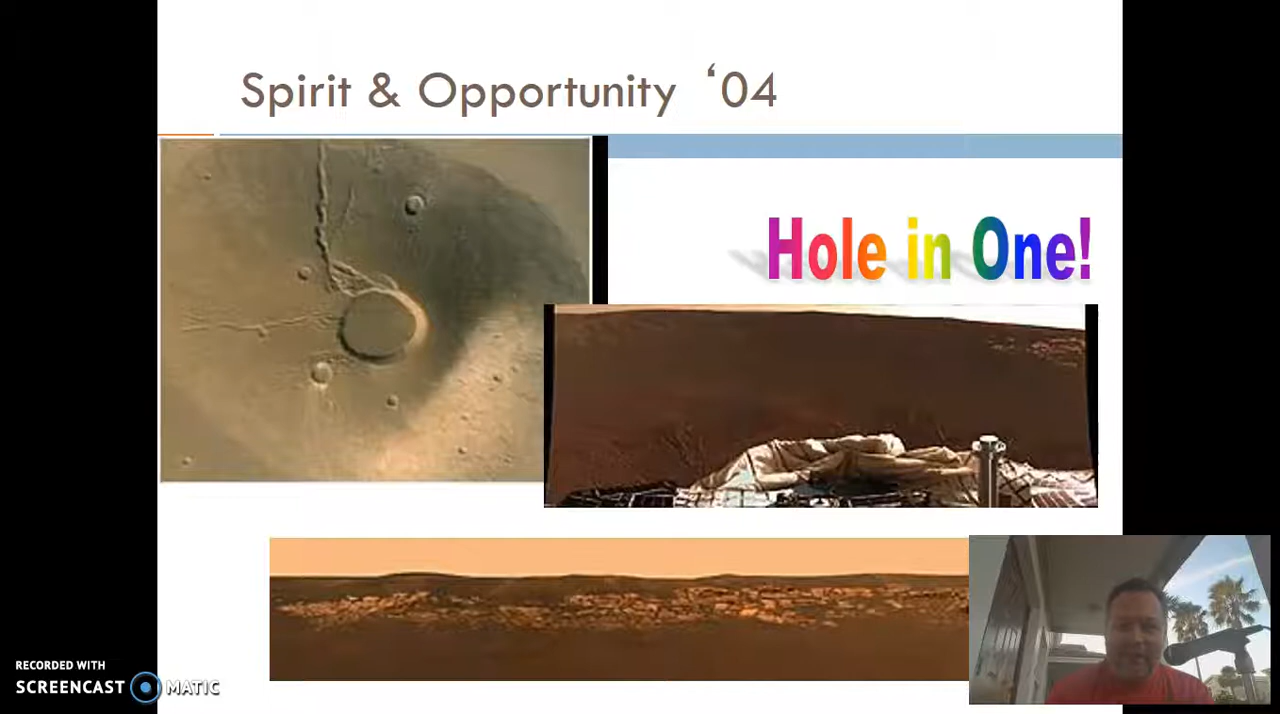 Spirit & Opportunity ‘04
Hole in One!
RECORDED WITH
SCREENCAST MATIC